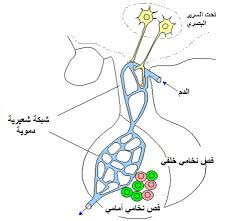 تحت السرير
البصري
الدم
شبكة شعيرية
دموية
فص نخامي خلفي
فص نخامي أمامي